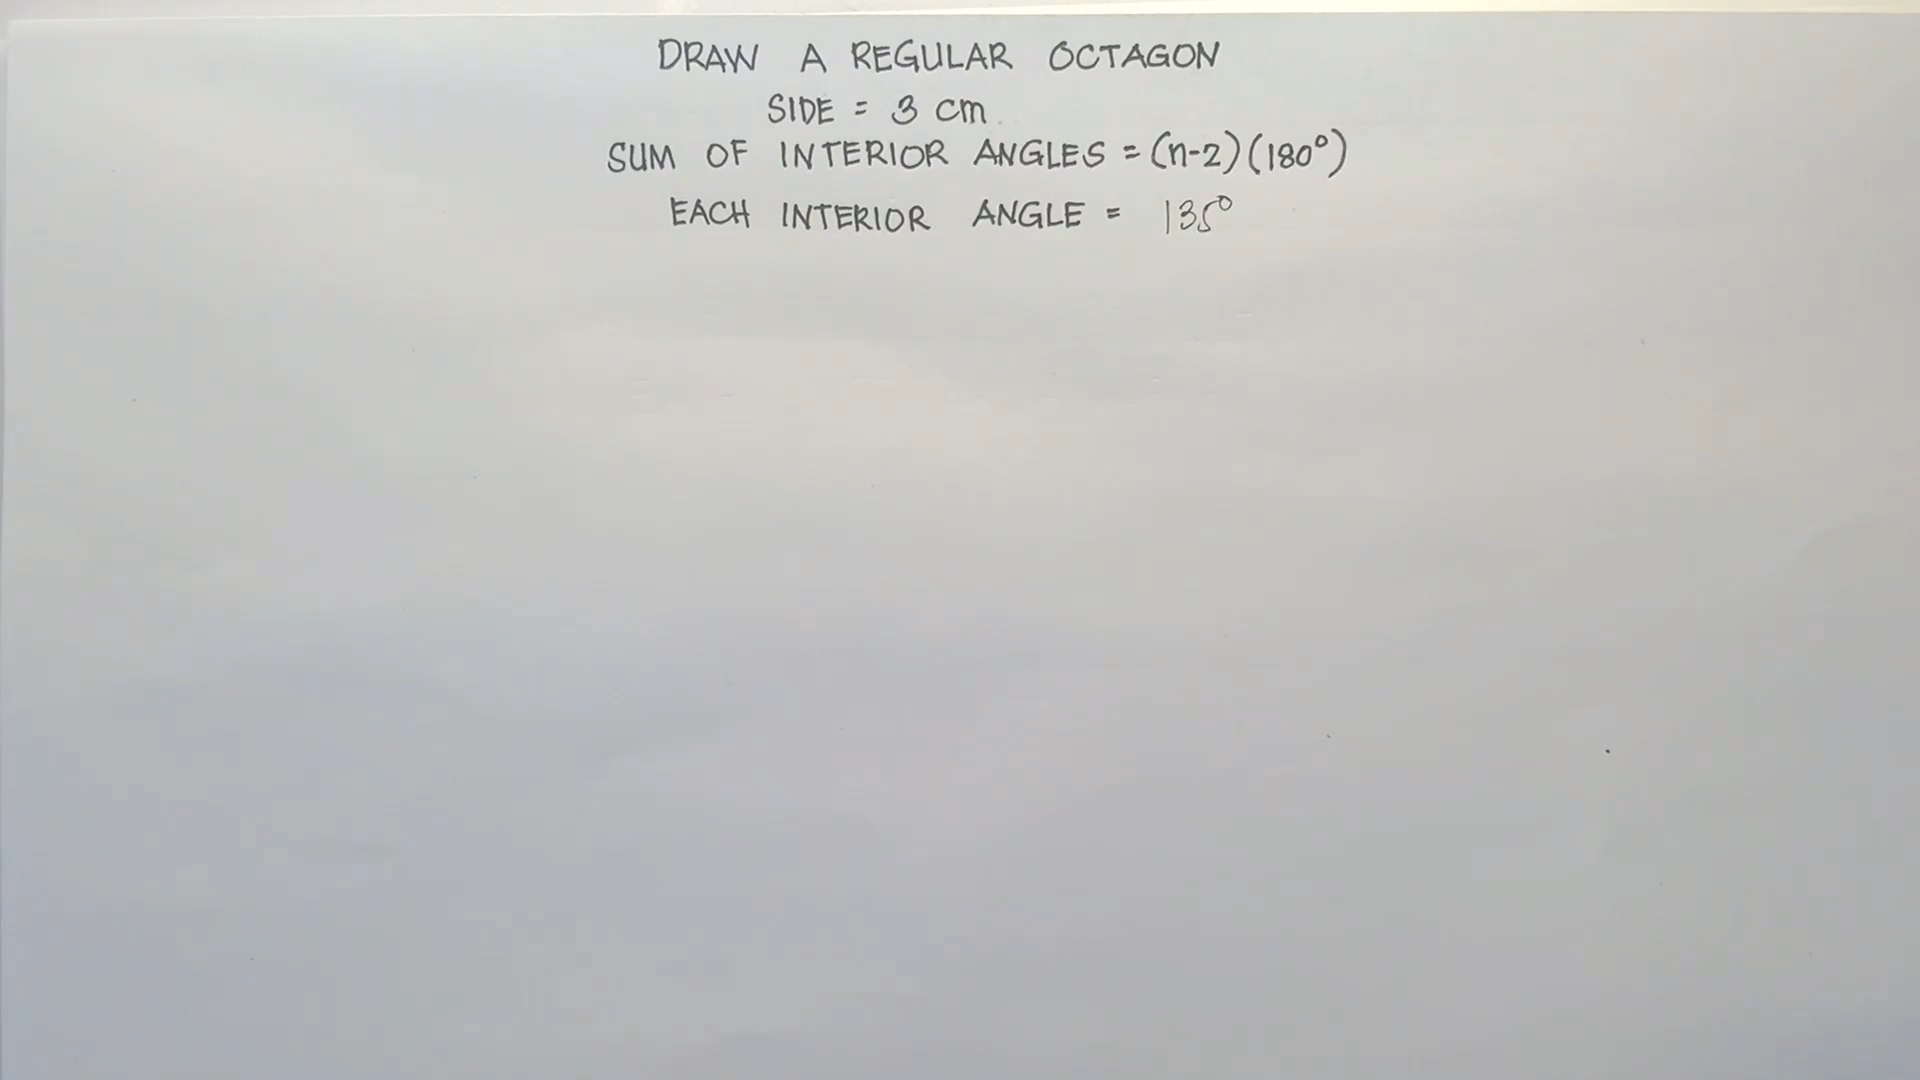 DRAW A REGULAR OCTAGON
SIDE = 3 cm
SUM OF INTERIOR ANGLES = (n-2)(180°)
EACH INTERIOR ANGLE = 135°